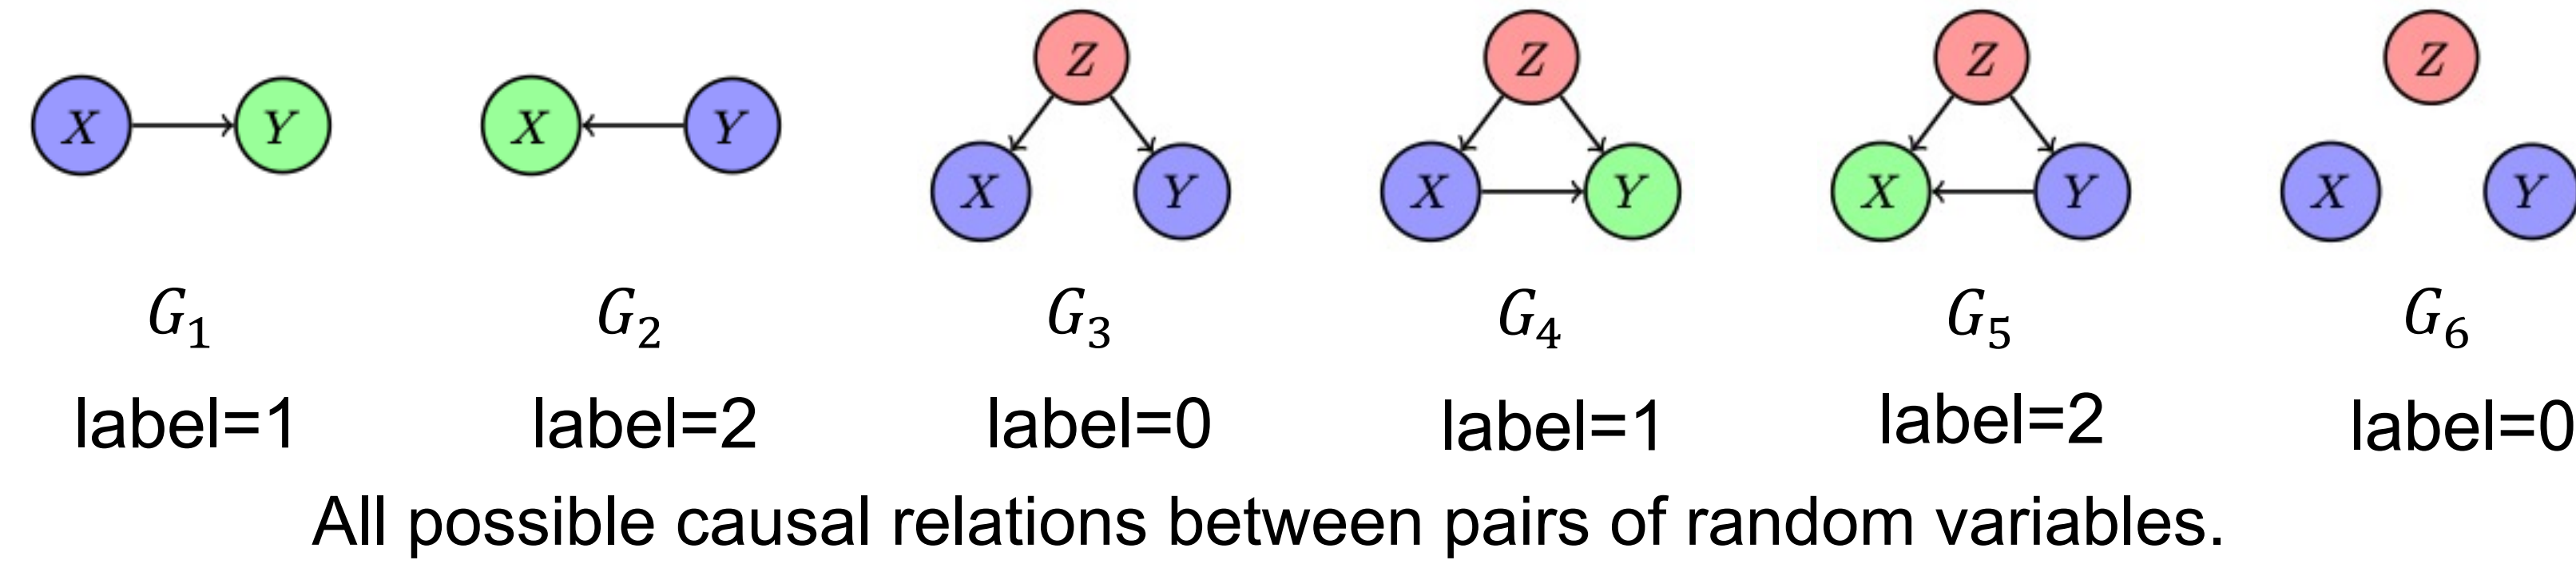 Z Z Z Z
X Y X Y X Y X Y X Y X Y
G₁ G₂ G₃ G₄ G₅ G₆
label=1 label=2 label=0 label=1 label=2 label=0
All possible causal relations between pairs of random variables.